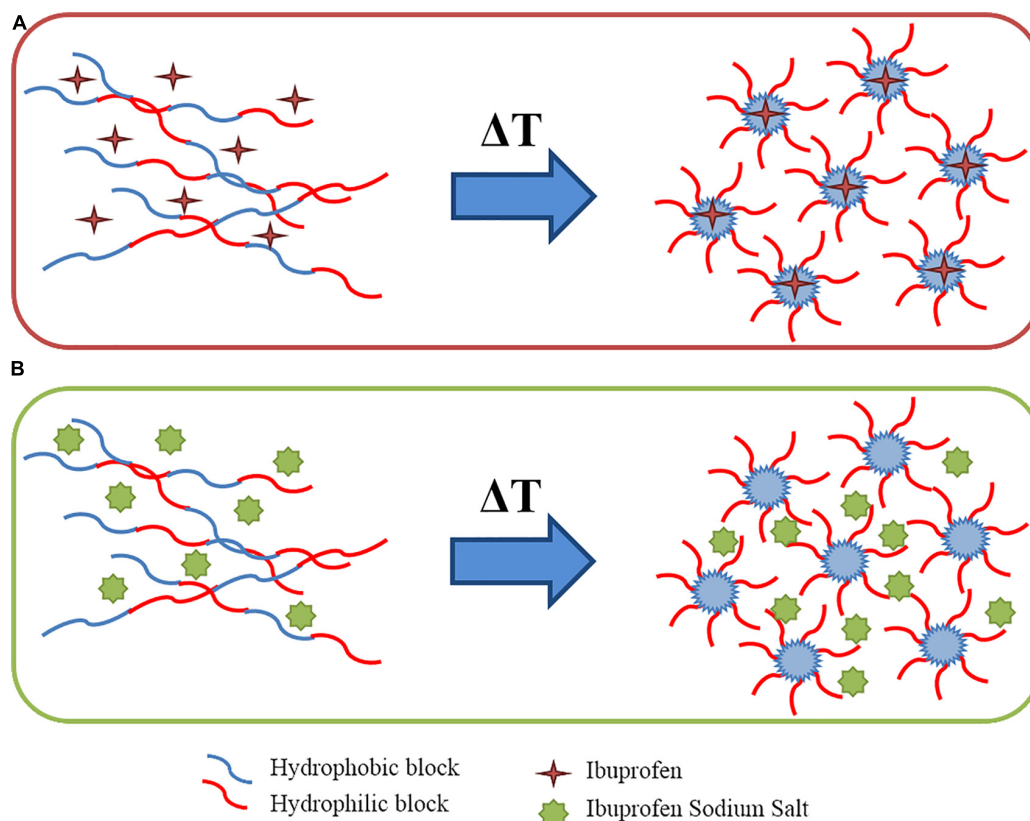 A
ΔT
B
ΔT
Hydrophobic block
Hydrophilic block
Ibuprofen
Ibuprofen Sodium Salt